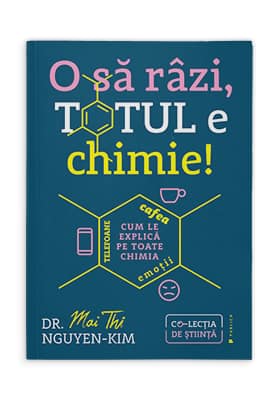 O să râzi,
TOTUL e
chimie!
cafea
TELEFOANE
CUM LE
EXPLICĂ
PE TOATE
CHIMIA
emoții
DR. Mai Thi
NGUYEN-KIM
CO-LECȚIA
DE ȘTIINȚĂ
PUBLICA